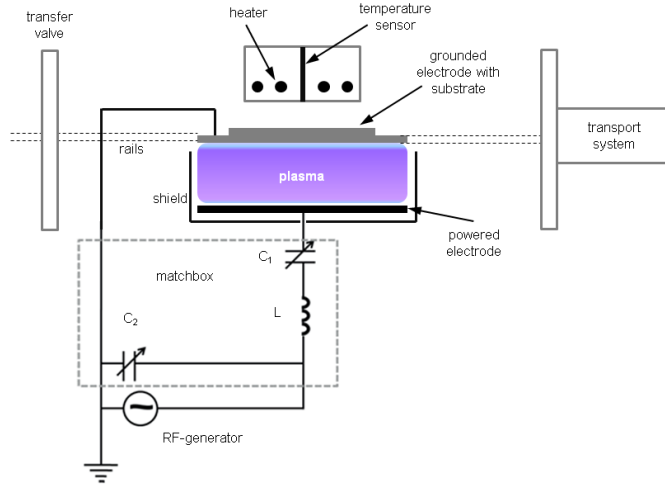 transfer
valve
heater
temperature
sensor
grounded
electrode with
substrate
transport
system
rails
plasma
shield
powered
electrode
C₁
matchbox
L
C₂
RF-generator